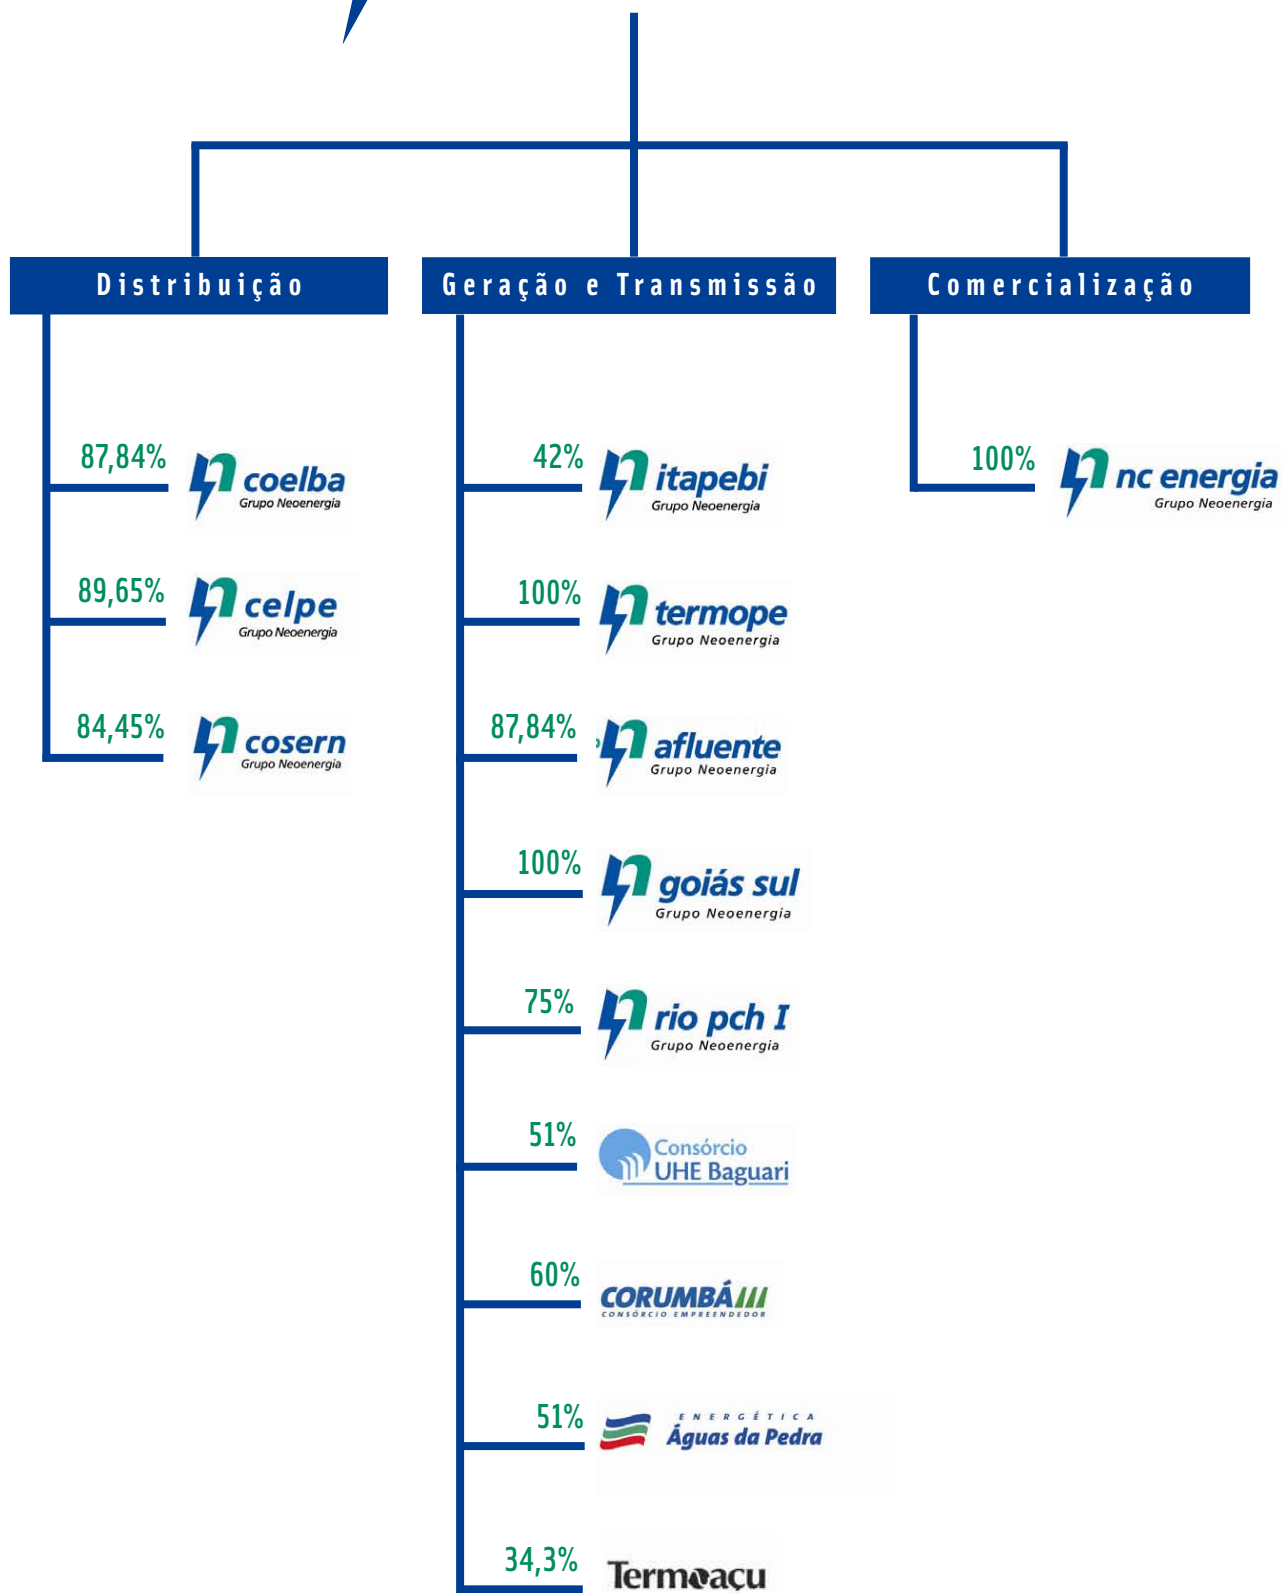 Distribuição
87,84%
coelba
Grupo Neoenergia
89,65%
celpe
Grupo Neoenergia
84,45%
cosern
Grupo Neoenergia
Geração e Transmissão
42%
itapebi
Grupo Neoenergia
100%
termope
Grupo Neoenergia
87,84%
afluente
Grupo Neoenergia
100%
goiás sul
Grupo Neoenergia
75%
rio pch I
Grupo Neoenergia
51%
Consórcio
UHE Baguari
60%
CORUMBÁ III
CONSÓRCIO EMPREENDEDOR
51%
ENERGÉTICA
Águas da Pedra
34,3%
Termoaçu
Comercialização
100%
nc energia
Grupo Neoenergia